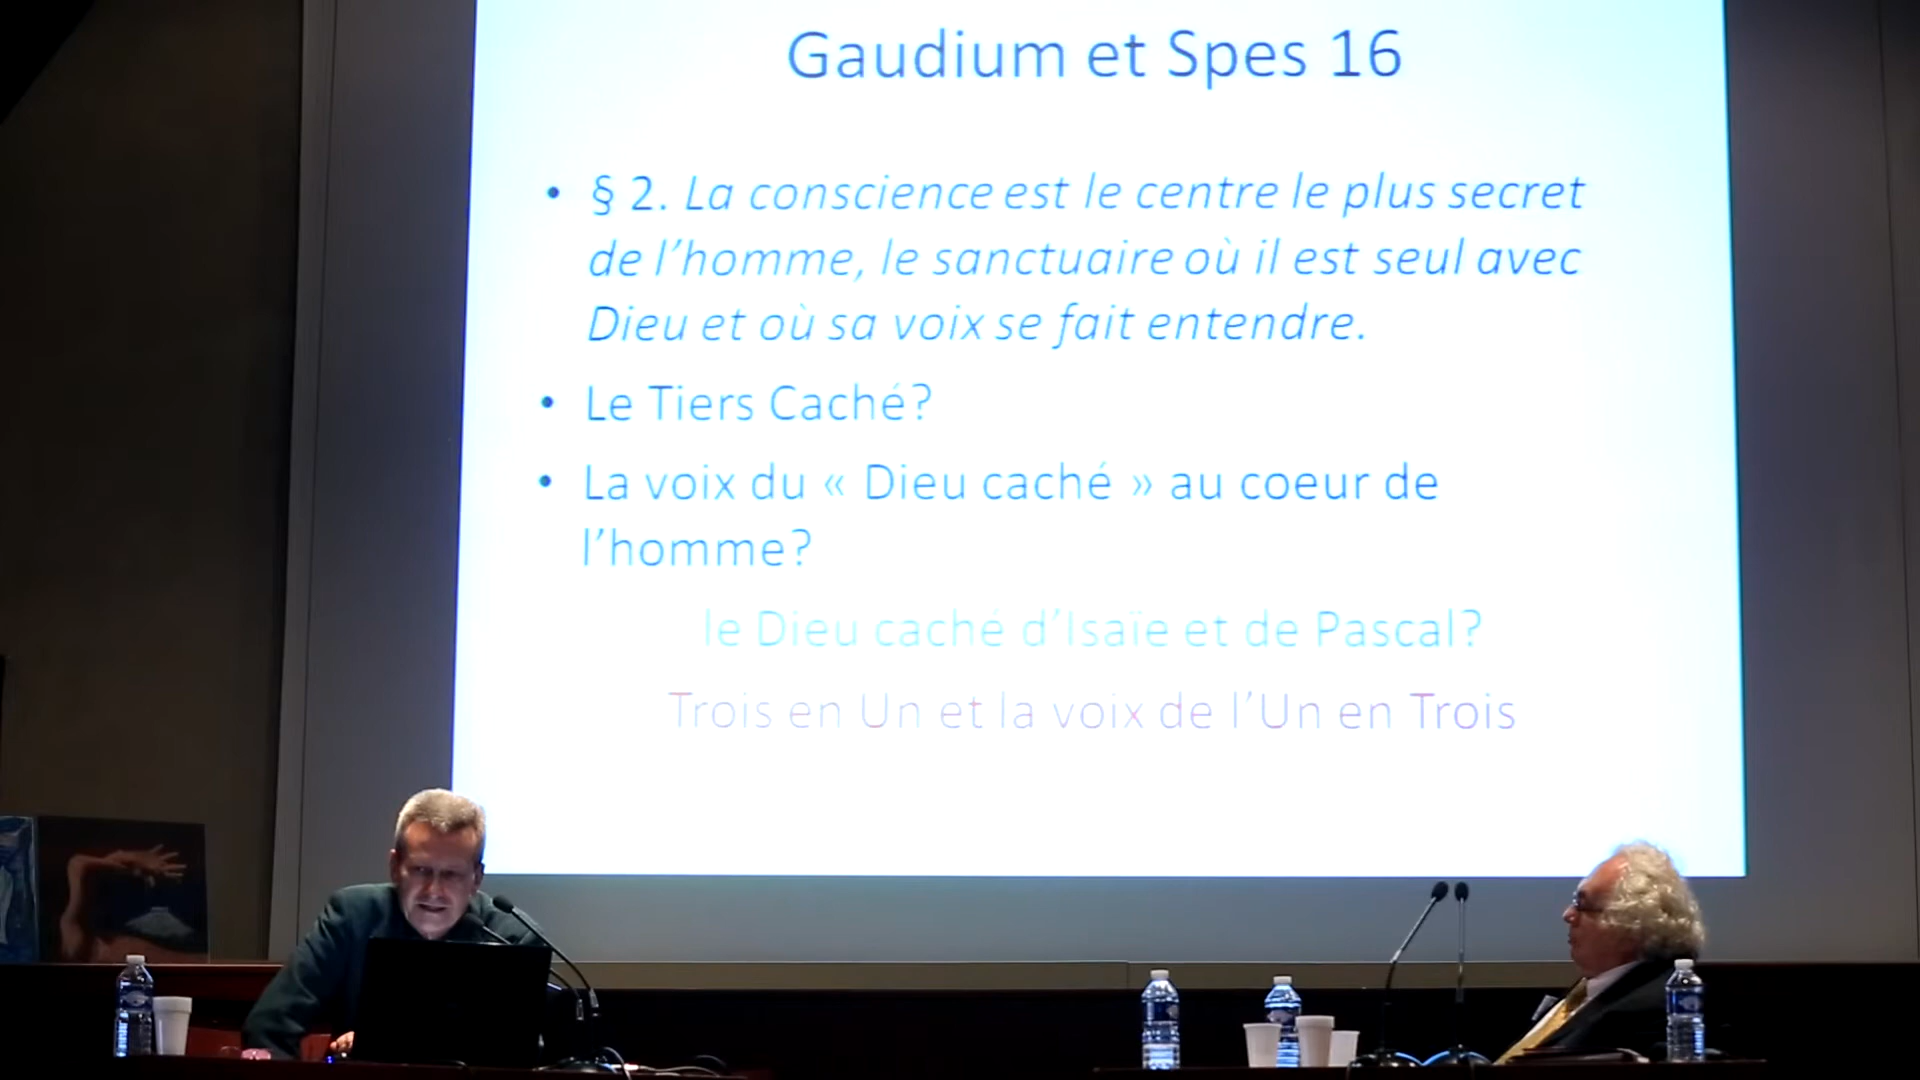 Gaudium et Spes 16
• § 2. La conscience est le centre le plus secret
de l’homme, le sanctuaire où il est seul avec
Dieu et où sa voix se fait entendre.
• Le Tiers Caché?
• La voix du « Dieu caché » au coeur de
l’homme?
le Dieu caché d’Isaïe et de Pascal?
Trois en Un et la voix de l’Un en Trois